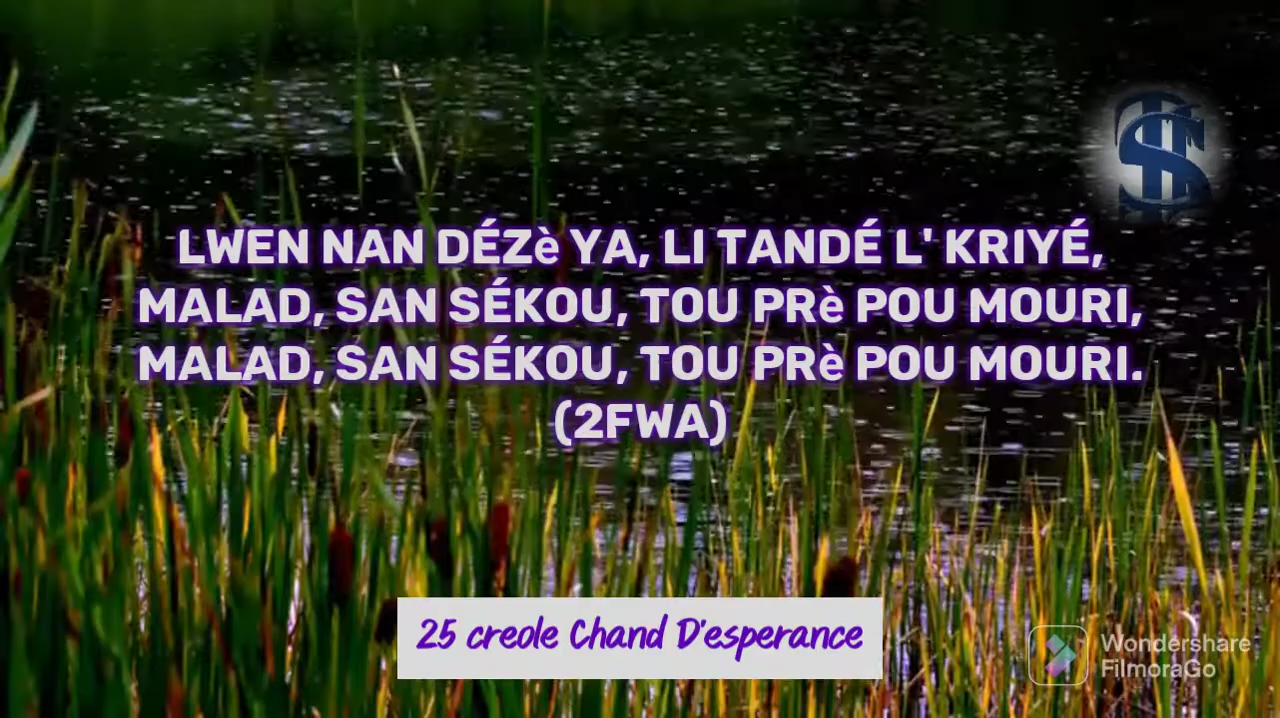 LWEN NAN DÉZè YA, LI TANDÉ L' KRIYÉ,
MALAD, SAN SÉKOU, TOU PRè POU MOURI,
MALAD, SAN SÉKOU, TOU PRè POU MOURI.
(2FWA)
25 creole Chand D'esperance
Wondershare
FilmoraGo